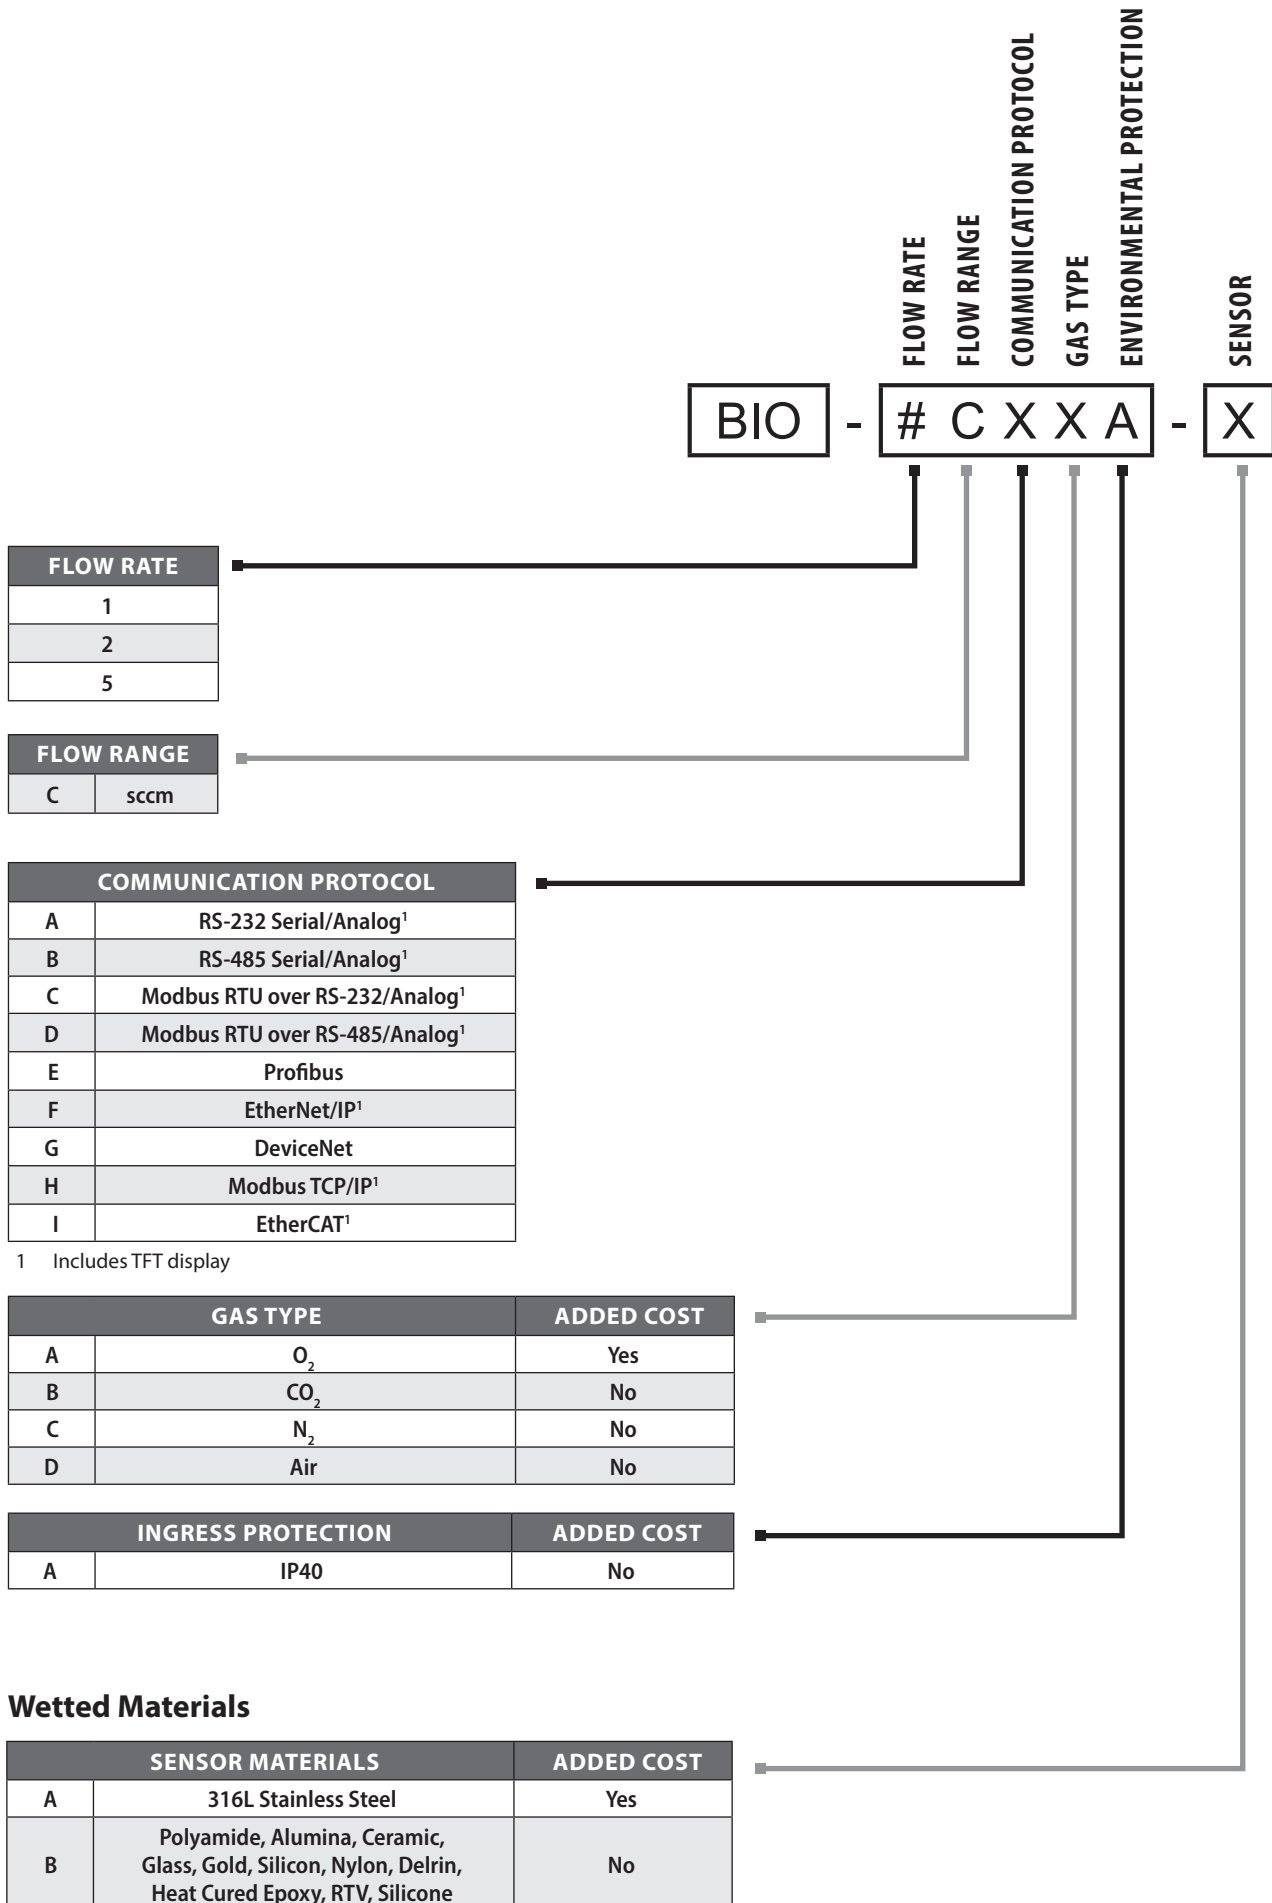 FLOW RATE
FLOW RANGE
COMMUNICATION PROTOCOL
GAS TYPE
ENVIRONMENTAL PROTECTION
SENSOR
BIO - # C X X A - X
FLOW RATE
1
2
5
FLOW RANGE
C sccm
COMMUNICATION PROTOCOL
A RS-232 Serial/Analog¹
B RS-485 Serial/Analog¹
C Modbus RTU over RS-232/Analog¹
D Modbus RTU over RS-485/Analog¹
E Profibus
F EtherNet/IP¹
G DeviceNet
H Modbus TCP/IP¹
I EtherCAT¹
1 Includes TFT display
GAS TYPE ADDED COST
A O₂ Yes
B CO₂ No
C N₂ No
D Air No
INGRESS PROTECTION ADDED COST
A IP40 No
Wetted Materials
SENSOR MATERIALS ADDED COST
A 316L Stainless Steel Yes
Polyamide, Alumina, Ceramic,
B Glass, Gold, Silicon, Nylon, Delrin, No
Heat Cured Epoxy, RTV, Silicone